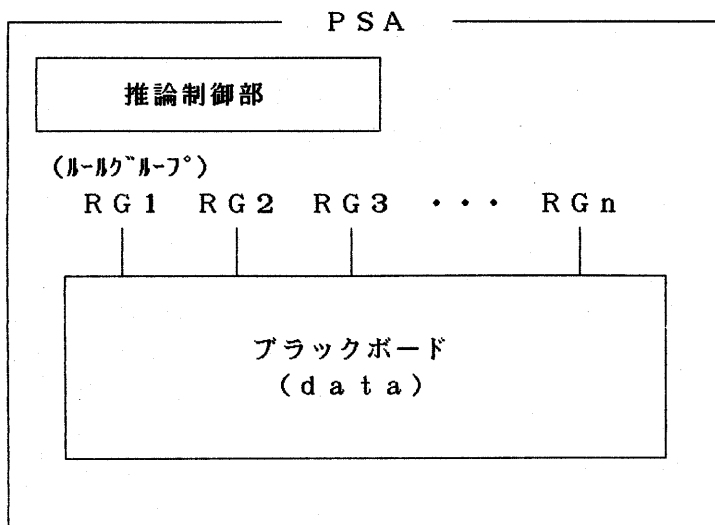 PSA
推論制御部
(ﾙｰﾙｸﾞﾙｰﾌﾟ)
RG1 RG2 RG3 ・・・ RGn
ブラックボード
(data)